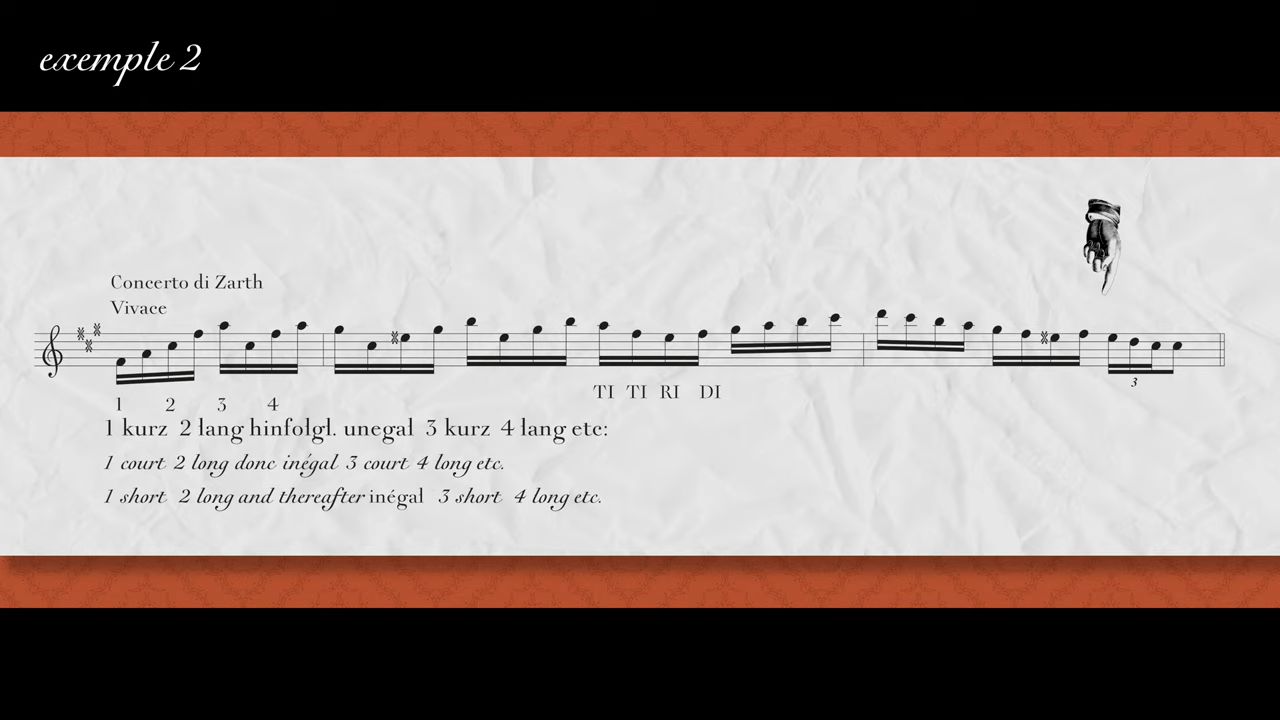 exemple 2
Concerto di Zarth
Vivace
TI TI RI DI
1 2 3 4
1 kurz 2 lang hinfolgl. unegal 3 kurz 4 lang etc:
3
1 court 2 long donc inégal 3 court 4 long etc.
1 short 2 long and thereafter inégal 3 short 4 long etc.